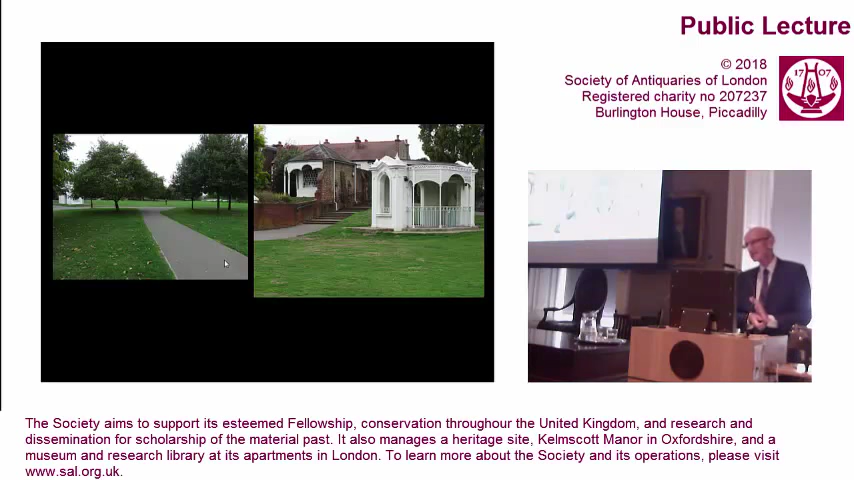 Public Lecture
© 2018
Society of Antiquaries of London
Registered charity no 207237
Burlington House, Piccadilly
17 07
The Society aims to support its esteemed Fellowship, conservation throughour the United Kingdom, and research and
dissemination for scholarship of the material past. It also manages a heritage site, Kelmscott Manor in Oxfordshire, and a
museum and research library at its apartments in London. To learn more about the Society and its operations, please visit
www.sal.org.uk.